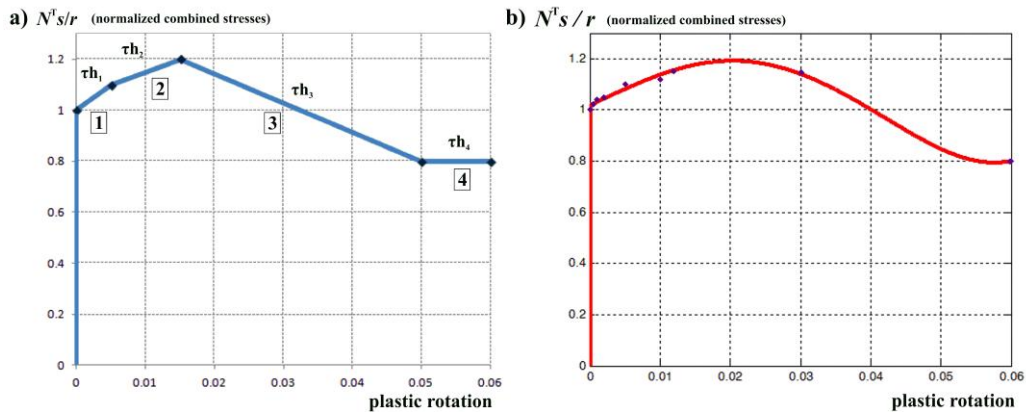 a) Nᵀs/r (normalized combined stresses)
1.2
1
0.8
0.6
0.4
0.2
0
τh₁
τh₂
τh₃
τh₄
1
2
3
4
0 0.01 0.02 0.03 0.04 0.05 0.06
plastic rotation
b) Nᵀs / r (normalized combined stresses)
1.2
1
0.8
0.6
0.4
0.2
0
0 0.01 0.02 0.03 0.04 0.05 0.06
plastic rotation